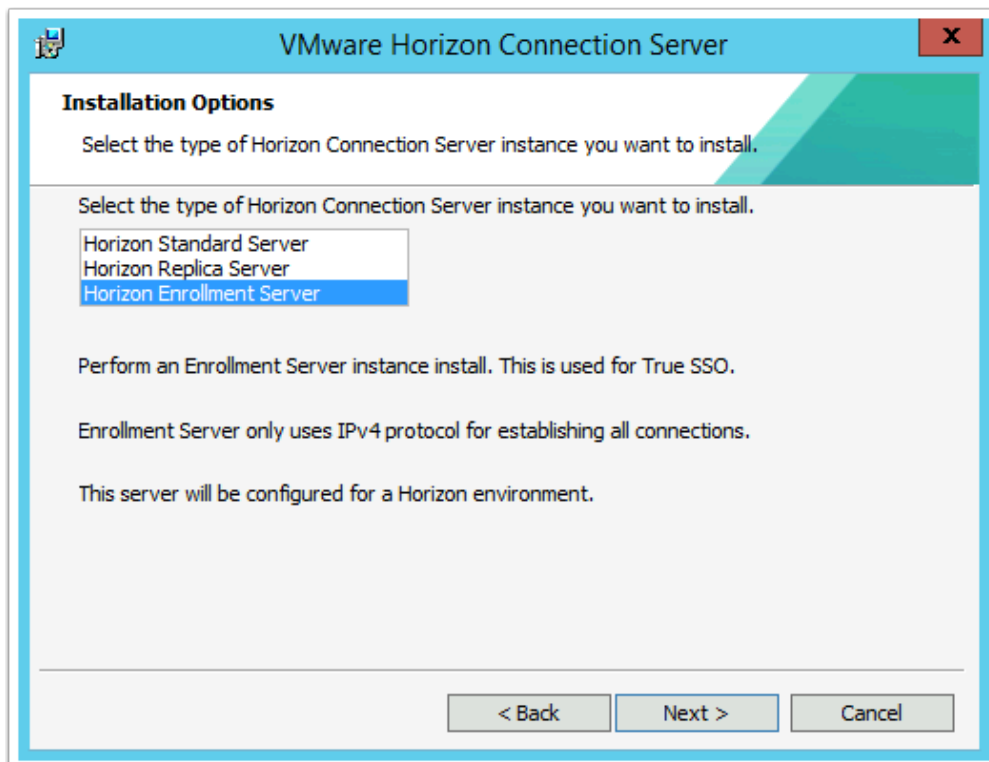 VMware Horizon Connection Server
x
Installation Options
Select the type of Horizon Connection Server instance you want to install.
Select the type of Horizon Connection Server instance you want to install.
Horizon Standard Server
Horizon Replica Server
Horizon Enrollment Server
Perform an Enrollment Server instance install. This is used for True SSO.
Enrollment Server only uses IPv4 protocol for establishing all connections.
This server will be configured for a Horizon environment.
< Back Next > Cancel